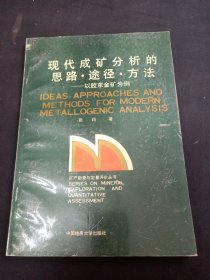 现代成矿分析的
思路·途径·方法
——以胶东金矿为例
IDEAS, APPROACHES AND
METHODS FOR MODERN
METALLOGENIC ANALYSIS
著
矿产勘查与定量评价丛书
SERIES ON MINERAL
EXPLORATION AND
QUANTITATIVE
ASSESSMENT
中国地质大学出版社